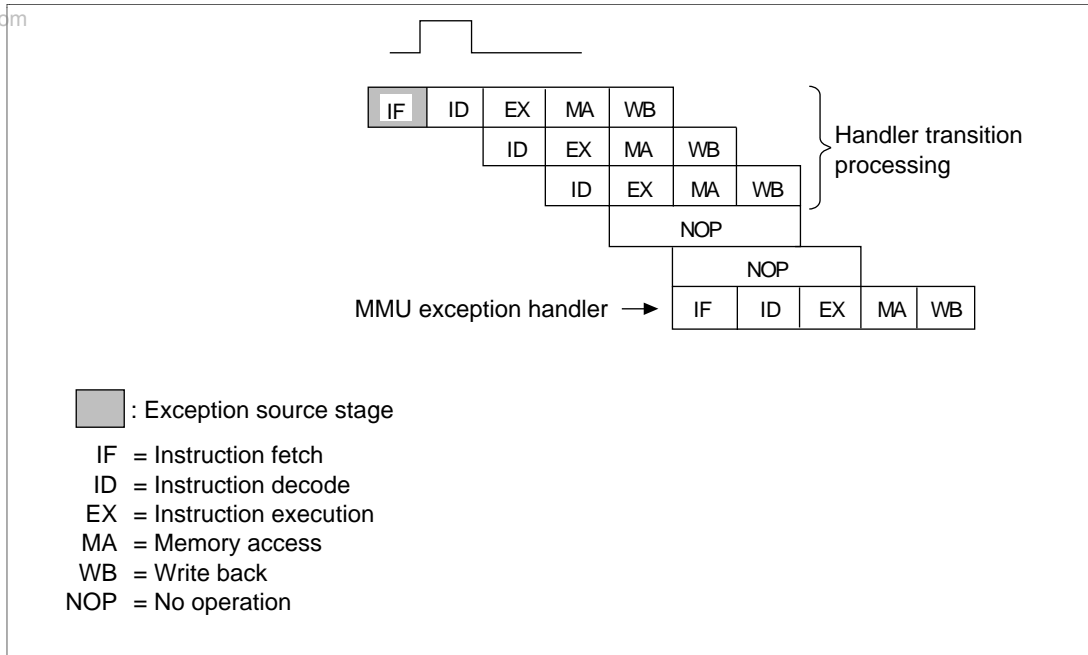 om
IF ID EX MA WB
ID EX MA WB
ID EX MA WB
Handler transition
processing
NOP
NOP
MMU exception handler
IF ID EX MA WB
: Exception source stage
IF = Instruction fetch
ID = Instruction decode
EX = Instruction execution
MA = Memory access
WB = Write back
NOP = No operation